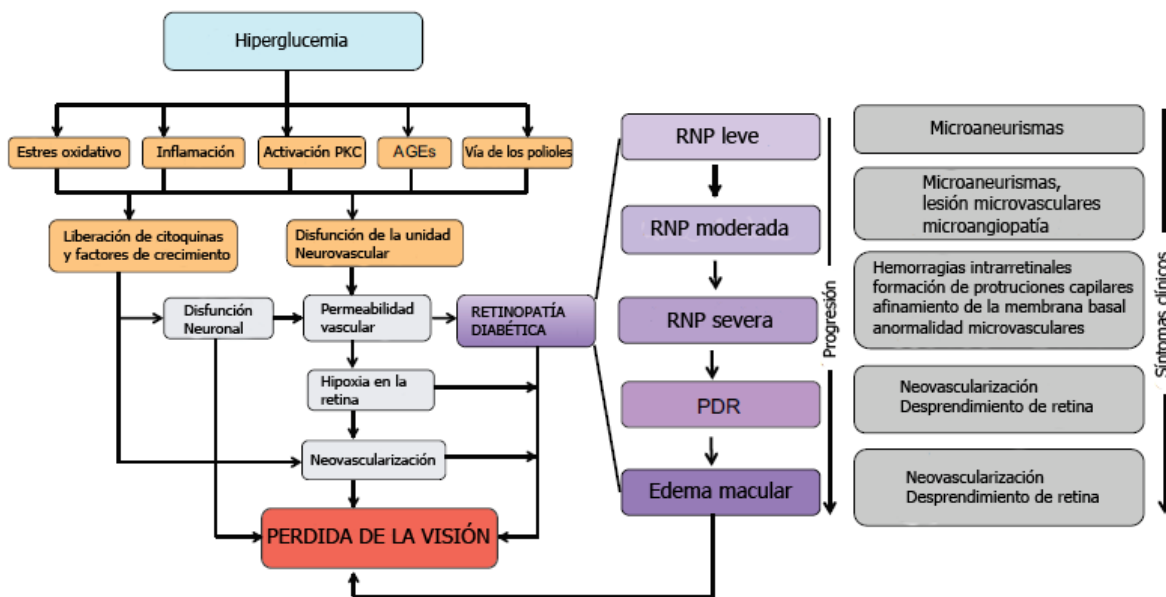 Hiperglucemia
Estres oxidativo
Inflamación
Activación PKC
AGEs
Vía de los polioles
Liberación de citoquinas
y factores de crecimiento
Disfunción de la unidad
Neurovascular
Disfunción
Neuronal
Permeabilidad
vascular
RETINOPATÍA
DIABÉTICA
Hipoxia en la
retina
Neovascularización
PERDIDA DE LA VISIÓN
RNP leve
RNP moderada
RNP severa
PDR
Edema macular
Progresión
Microaneurismas
Microaneurismas,
lesión microvasculares
microangiopatía
Hemorragias intrarretinales
formación de protruciones capilares
afinamiento de la membrana basal
anormalidad microvasculares
Neovascularización
Desprendimiento de retina
Neovascularización
Desprendimiento de retina
Síntomas clínicos